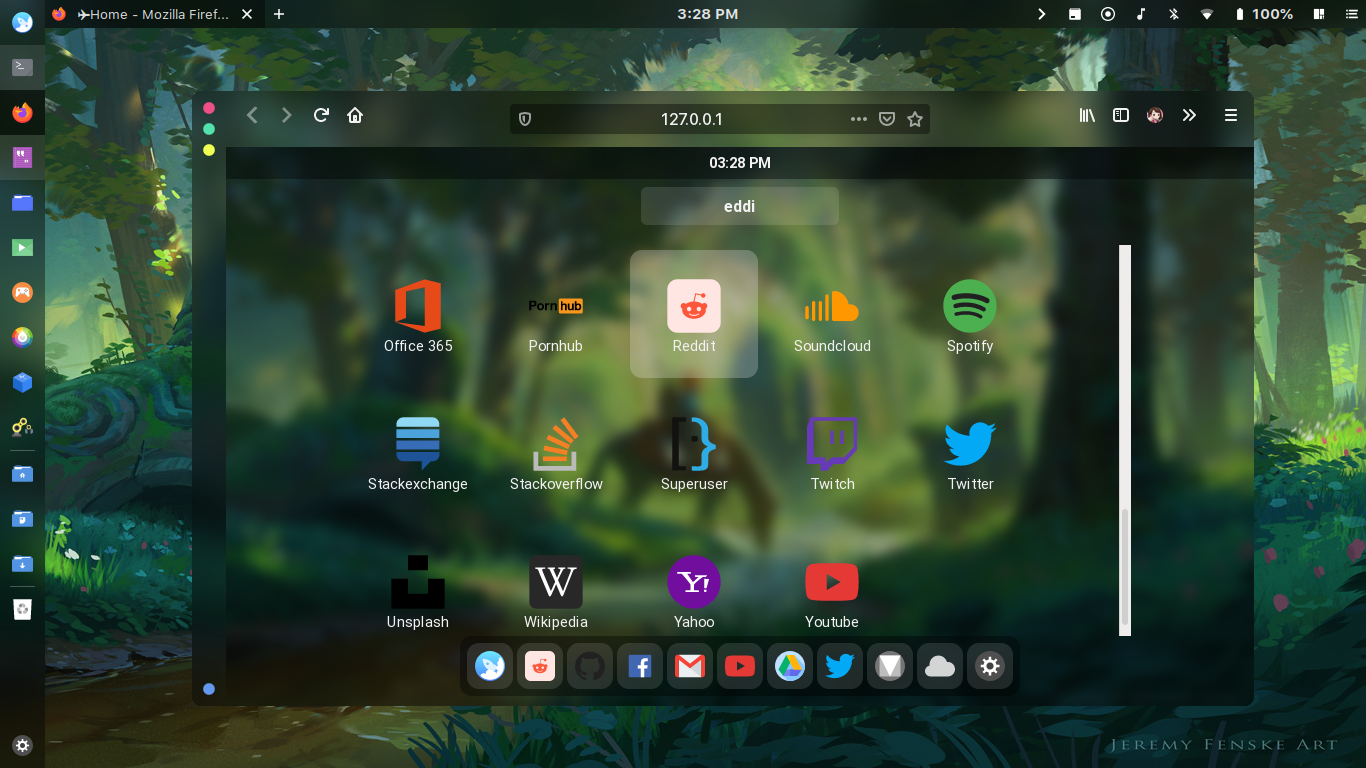 ✈Home - Mozilla Firef...
3:28 PM
100%
127.0.0.1
03:28 PM
eddi
Porn hub
Office 365
Pornhub
Reddit
Soundcloud
Spotify
Stackexchange
Stackoverflow
Superuser
Twitch
Twitter
W
Y!
Unsplash
Wikipedia
Yahoo
Youtube
JEREMY FENSKE ART